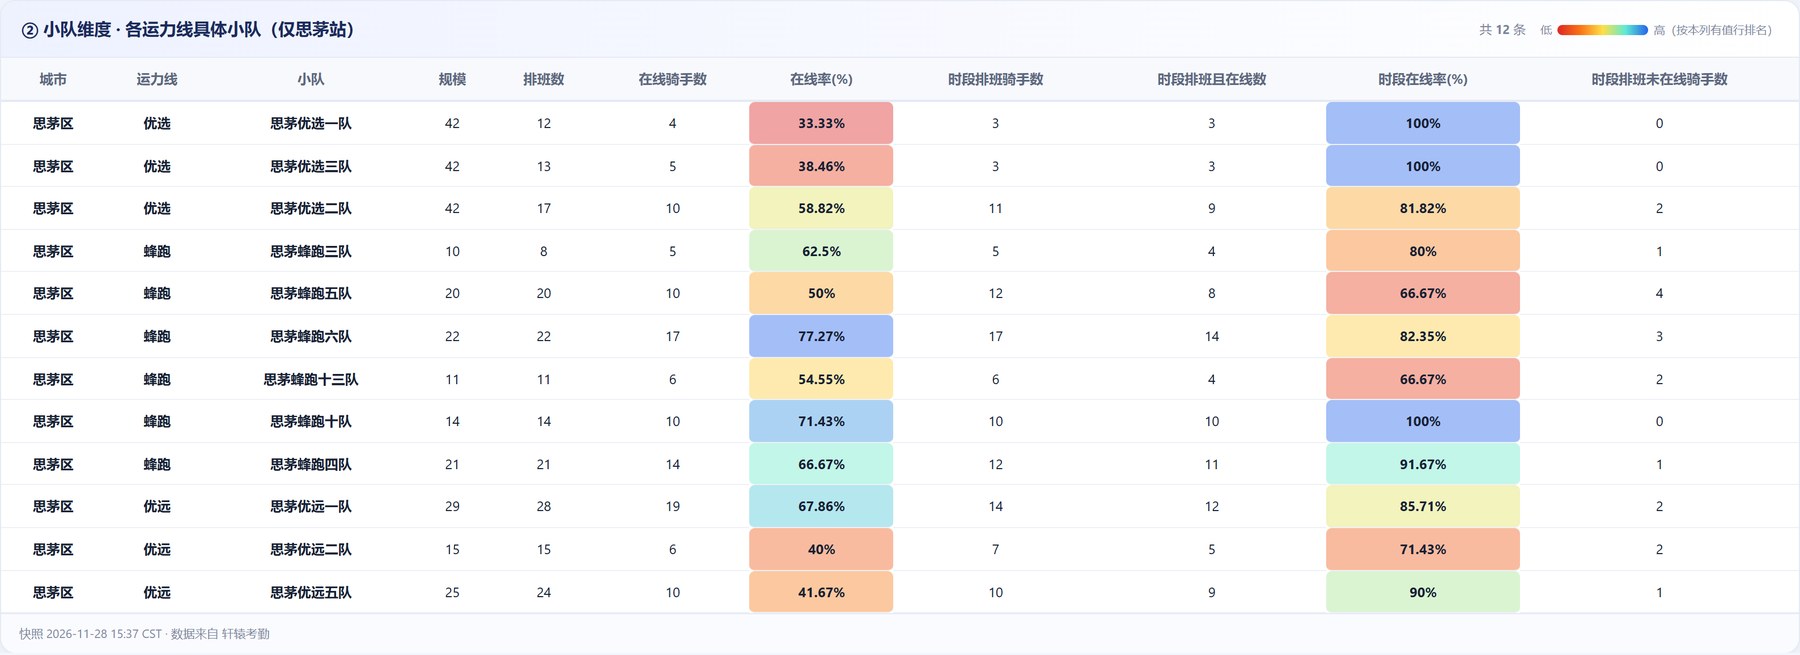 ② 小队维度 · 各运力线具体小队（仅思茅站）
共 12 条 低 高 (按本列有值行排名)
城市 运力线 小队 规模 排班数 在线骑手数 在线率(%) 时段排班骑手数 时段排班且在线数 时段在线率(%) 时段排班未在线骑手数
思茅区 优选 思茅优选一队 42 12 4 33.33% 3 3 100% 0
思茅区 优选 思茅优选三队 42 13 5 38.46% 3 3 100% 0
思茅区 优选 思茅优选二队 42 17 10 58.82% 11 9 81.82% 2
思茅区 蜂跑 思茅蜂跑三队 10 8 5 62.5% 5 4 80% 1
思茅区 蜂跑 思茅蜂跑五队 20 20 10 50% 12 8 66.67% 4
思茅区 蜂跑 思茅蜂跑六队 22 22 17 77.27% 17 14 82.35% 3
思茅区 蜂跑 思茅蜂跑十三队 11 11 6 54.55% 6 4 66.67% 2
思茅区 蜂跑 思茅蜂跑十队 14 14 10 71.43% 10 10 100% 0
思茅区 蜂跑 思茅蜂跑四队 21 21 14 66.67% 12 11 91.67% 1
思茅区 优远 思茅优远一队 29 28 19 67.86% 14 12 85.71% 2
思茅区 优远 思茅优远二队 15 15 6 40% 7 5 71.43% 2
思茅区 优远 思茅优远五队 25 24 10 41.67% 10 9 90% 1
快照 2026-11-28 15:37 CST · 数据来自 轩辕考勤